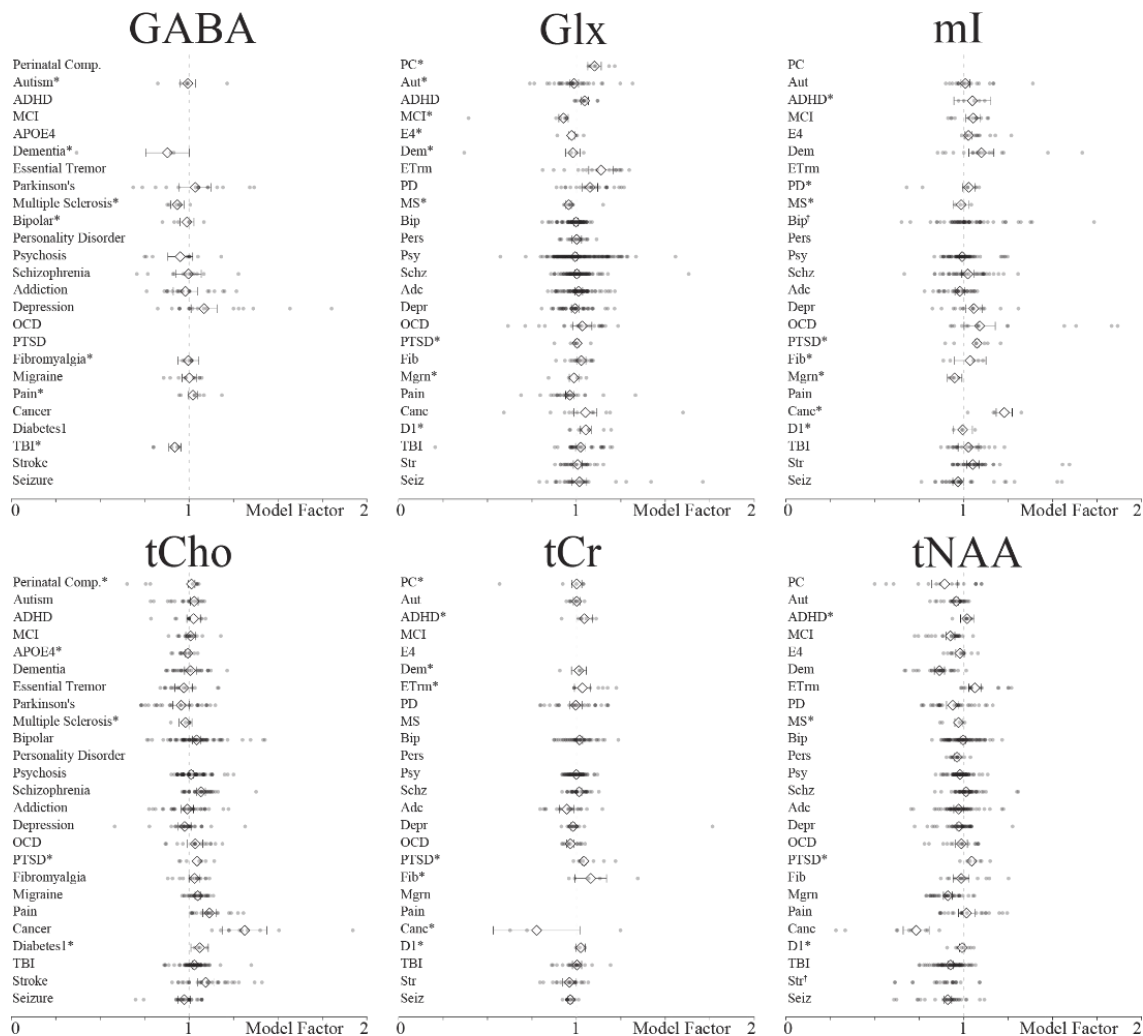 GABA
Perinatal Comp.
Autism*
ADHD
MCI
APOE4
Dementia*
Essential Tremor
Parkinson's
Multiple Sclerosis*
Bipolar*
Personality Disorder
Psychosis
Schizophrenia
Addiction
Depression
OCD
PTSD
Fibromyalgia*
Migraine
Pain*
Cancer
Diabetes1
TBI*
Stroke
Seizure
0 1 Model Factor 2
Glx
PC*
Aut*
ADHD
MCI*
E4*
Dem*
ETrm
PD
MS*
Bip
Pers
Psy
Schz
Adc
Depr
OCD
PTSD*
Fib
Mgrn*
Pain
Canc
D1*
TBI
Str
Seiz
0 1 Model Factor 2
mI
PC
Aut
ADHD*
MCI
E4
Dem
ETrm
PD*
MS*
Bip†
Pers
Psy
Schz
Adc
Depr
OCD
PTSD*
Fib*
Mgrn*
Pain
Canc*
D1*
TBI
Str
Seiz
0 1 Model Factor 2
tCho
Perinatal Comp.*
Autism
ADHD
MCI
APOE4*
Dementia
Essential Tremor
Parkinson's
Multiple Sclerosis*
Bipolar
Personality Disorder
Psychosis
Schizophrenia
Addiction
Depression
OCD
PTSD*
Fibromyalgia
Migraine
Pain
Cancer
Diabetes1*
TBI
Stroke
Seizure
0 1 Model Factor 2
tCr
PC*
Aut
ADHD*
MCI
E4
Dem*
ETrm*
PD
MS
Bip
Pers
Psy
Schz
Adc
Depr
OCD
PTSD*
Fib*
Mgrn
Pain
Canc*
D1*
TBI
Str
Seiz
0 1 Model Factor 2
tNAA
PC
Aut
ADHD*
MCI
E4
Dem
ETrm
PD
MS*
Bip
Pers
Psy
Schz
Adc
Depr
OCD
PTSD*
Fib
Mgrn
Pain
Canc
D1*
TBI
Str†
Seiz
0 1 Model Factor 2